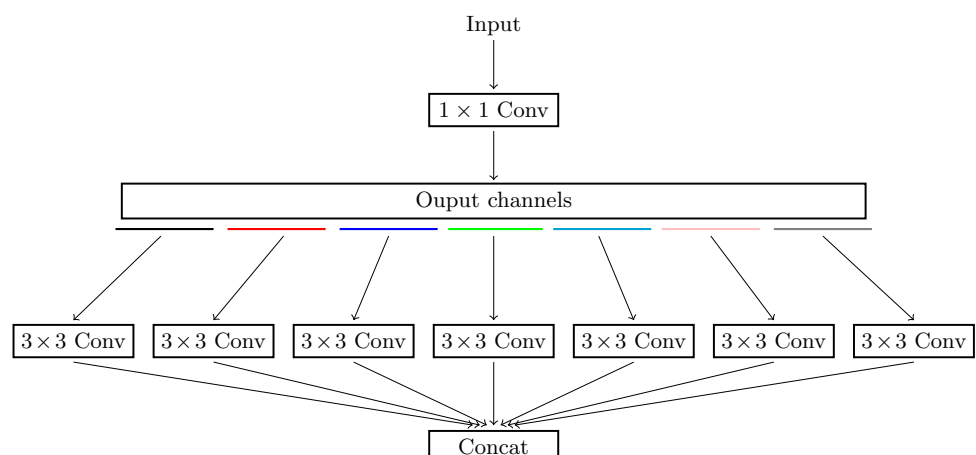 Input
1 × 1 Conv
Ouput channels
3×3 Conv 3×3 Conv 3×3 Conv 3×3 Conv 3×3 Conv 3×3 Conv 3×3 Conv
Concat